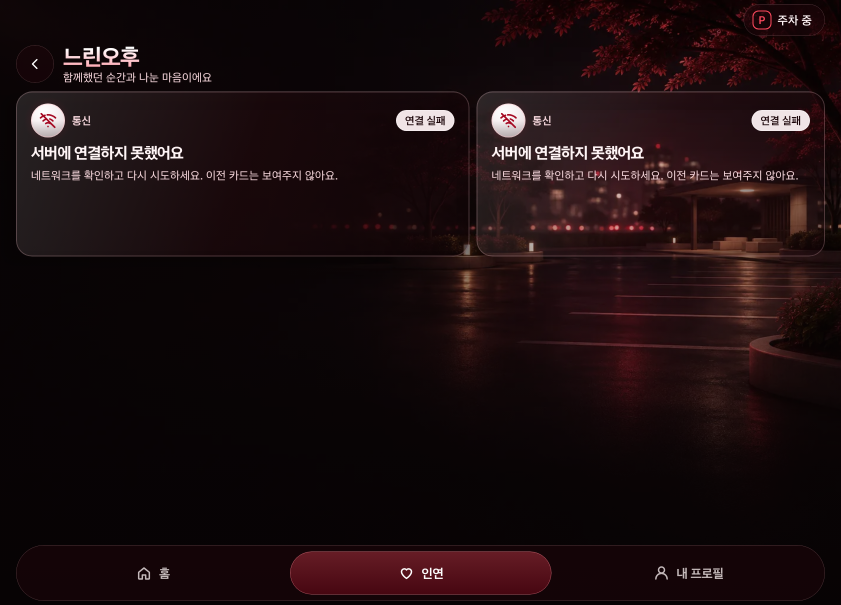 P 주차 중
느린오후
함께했던 순간과 나눈 마음이에요
통신
연결 실패
서버에 연결하지 못했어요
네트워크를 확인하고 다시 시도하세요. 이전 카드는 보여주지 않아요.
통신
연결 실패
서버에 연결하지 못했어요
네트워크를 확인하고 다시 시도하세요. 이전 카드는 보여주지 않아요.
홈
인연
내 프로필